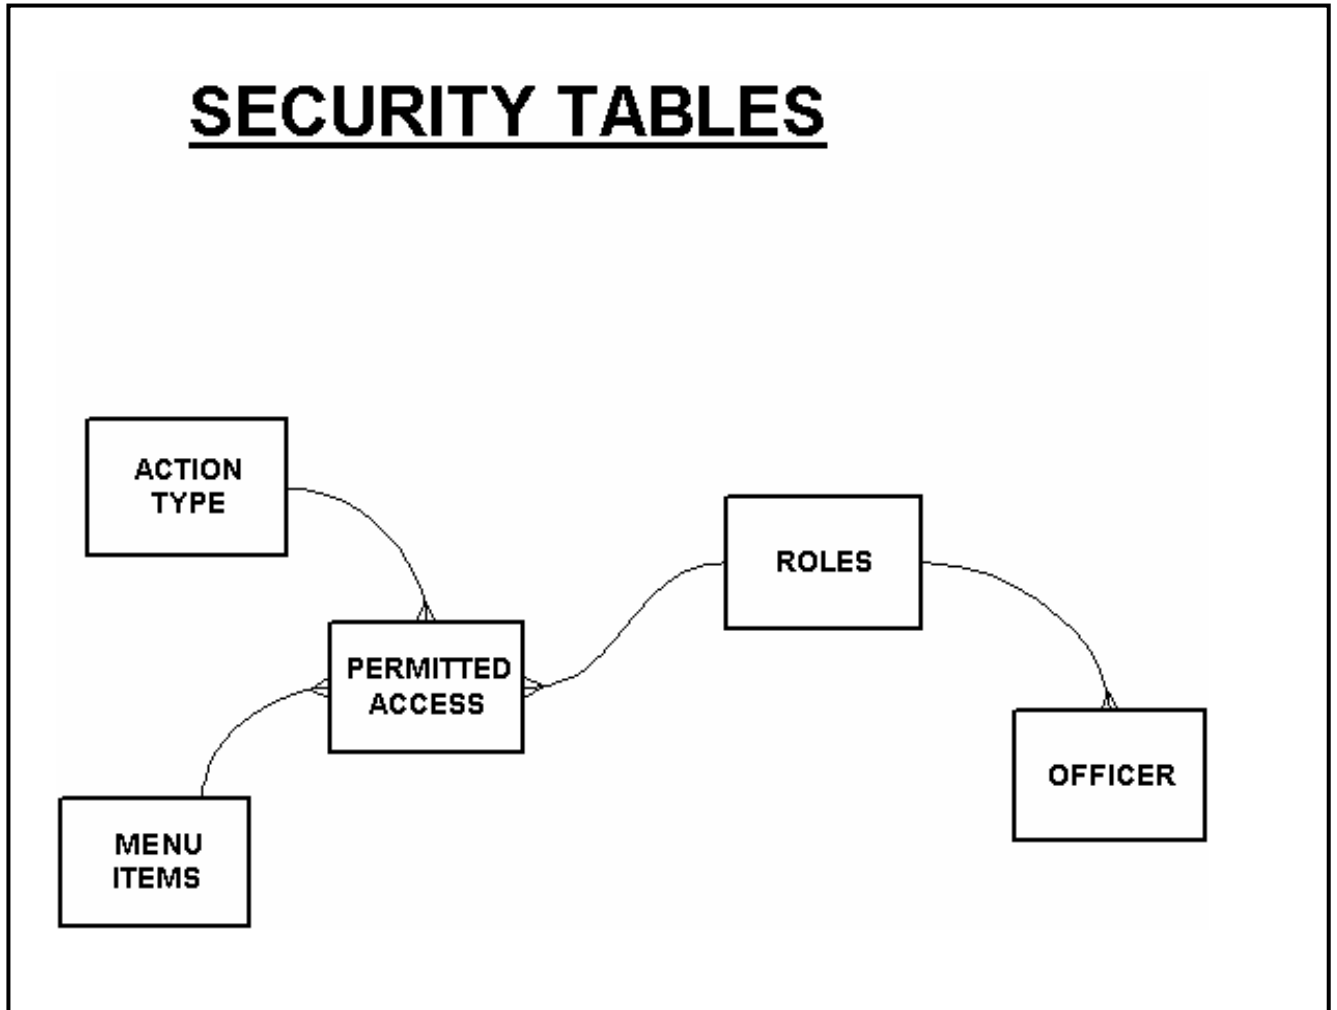 SECURITY TABLES
ACTION
TYPE
ROLES
PERMITTED
ACCESS
OFFICER
MENU
ITEMS